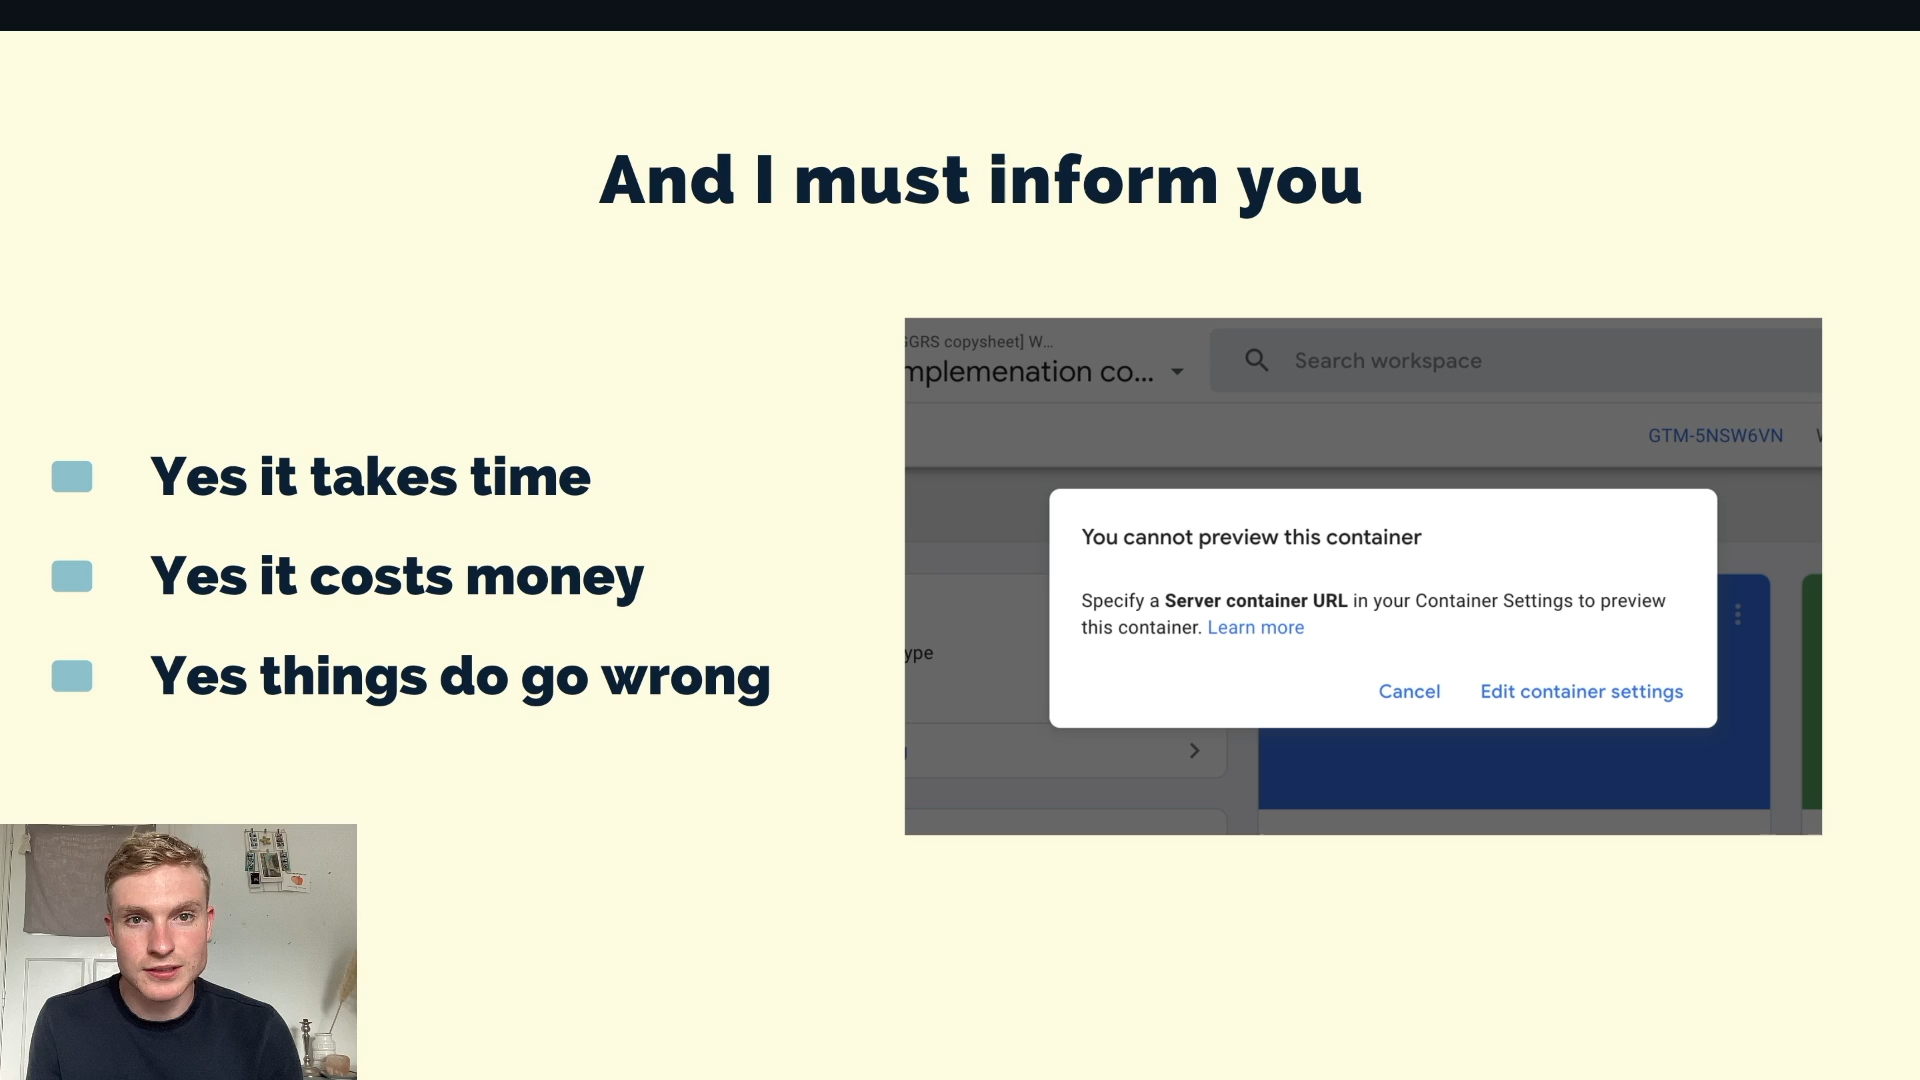 And I must inform you
Yes it takes time
Yes it costs money
Yes things do go wrong
GRS copysheet] W...
mplemenation co...
Search workspace
GTM-5NSW6VN
You cannot preview this container
Specify a Server container URL in your Container Settings to preview
this container. Learn more
ype
Cancel
Edit container settings